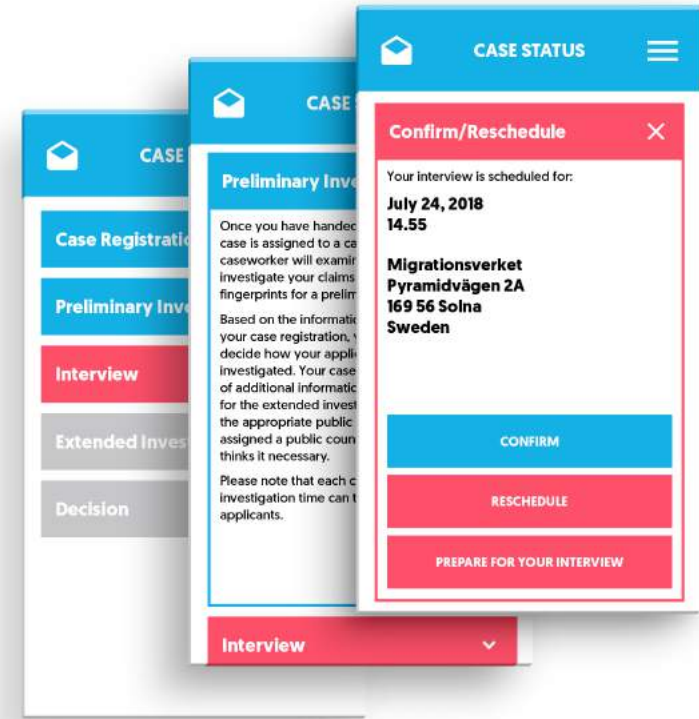 CASE
Case Registratio
Preliminary Inve
Interview
Extended Inves
Decision
CASE
Preliminary Inve
Once you have handed
case is assigned to a ca
caseworker will examin
investigate your claims
fingerprints for a prelim
Based on the informatio
your case registration,
decide how your appli
investigated. Your case
of additional informatio
for the extended invest
the appropriate public
assigned a public coun
thinks it necessary.
Please note that each c
investigation time can t
applicants.
Interview
CASE STATUS
Confirm/Reschedule
Your interview is scheduled for:
July 24, 2018
14.55
Migrationsverket
Pyramidvägen 2A
169 56 Solna
Sweden
CONFIRM
RESCHEDULE
PREPARE FOR YOUR INTERVIEW